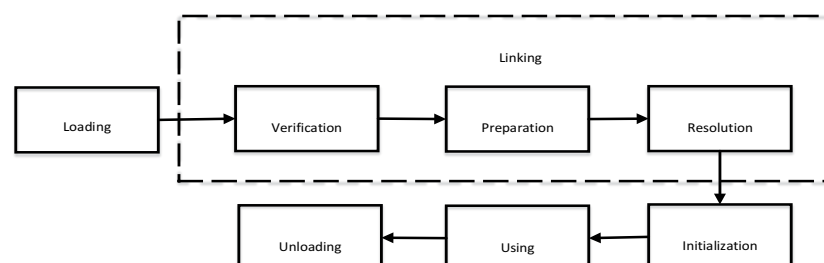 Linking
Loading
Verification
Preparation
Resolution
Unloading
Using
Initialization